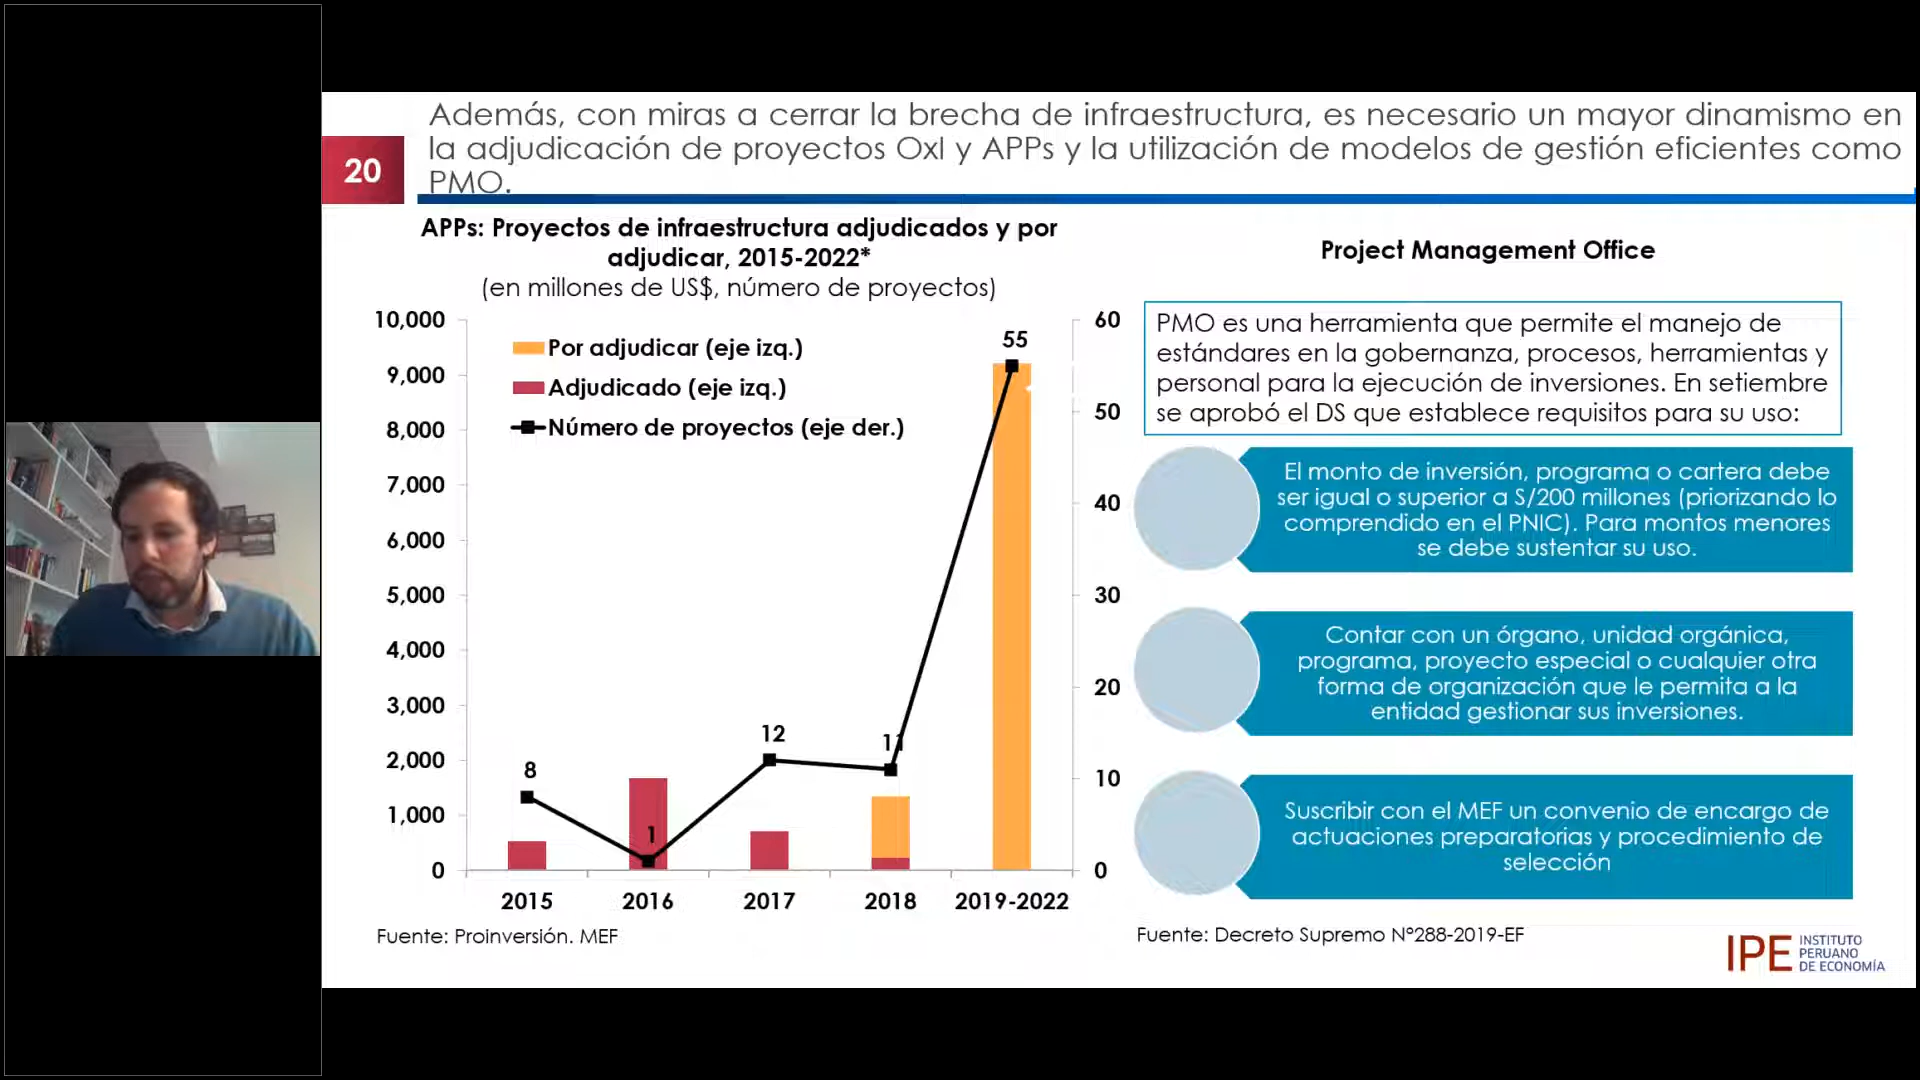 Además, con miras a cerrar la brecha de infraestructura, es necesario un mayor dinamismo en
la adjudicación de proyectos OxI y APPs y la utilización de modelos de gestión eficientes como
PMO.
20
APPs: Proyectos de infraestructura adjudicados y por
adjudicar, 2015-2022*
(en millones de US$, número de proyectos)
10,000
9,000
8,000
7,000
6,000
5,000
4,000
3,000
2,000
1,000
0
Por adjudicar (eje izq.)
Adjudicado (eje izq.)
Número de proyectos (eje der.)
8
1
12
11
55
60
50
40
30
20
10
0
2015
2016
2017
2018
2019-2022
Fuente: Proinversión. MEF
Project Management Office
PMO es una herramienta que permite el manejo de
estándares en la gobernanza, procesos, herramientas y
personal para la ejecución de inversiones. En setiembre
se aprobó el DS que establece requisitos para su uso:
El monto de inversión, programa o cartera debe
ser igual o superior a S/200 millones (priorizando lo
comprendido en el PNIC). Para montos menores
se debe sustentar su uso.
Contar con un órgano, unidad orgánica,
programa, proyecto especial o cualquier otra
forma de organización que le permita a la
entidad gestionar sus inversiones.
Suscribir con el MEF un convenio de encargo de
actuaciones preparatorias y procedimiento de
selección
Fuente: Decreto Supremo N°288-2019-EF
IPE
INSTITUTO
PERUANO
DE ECONOMÍA